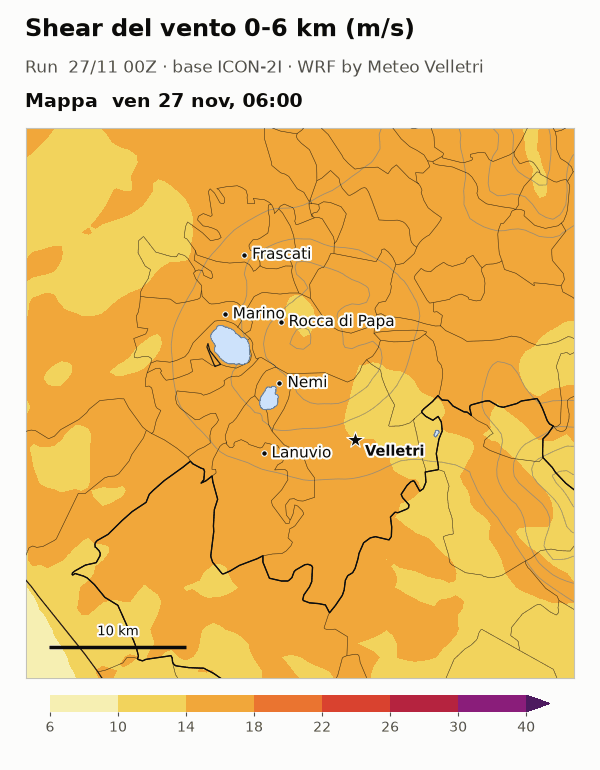 Shear del vento 0-6 km (m/s)
Run  27/11 00Z · base ICON-2I · WRF by Meteo Velletri
Mappa  ven 27 nov, 06:00
Frascati
Marino
Rocca di Papa
Nemi
Velletri
Lanuvio
10 km
6 10 14 18 22 26 30 40